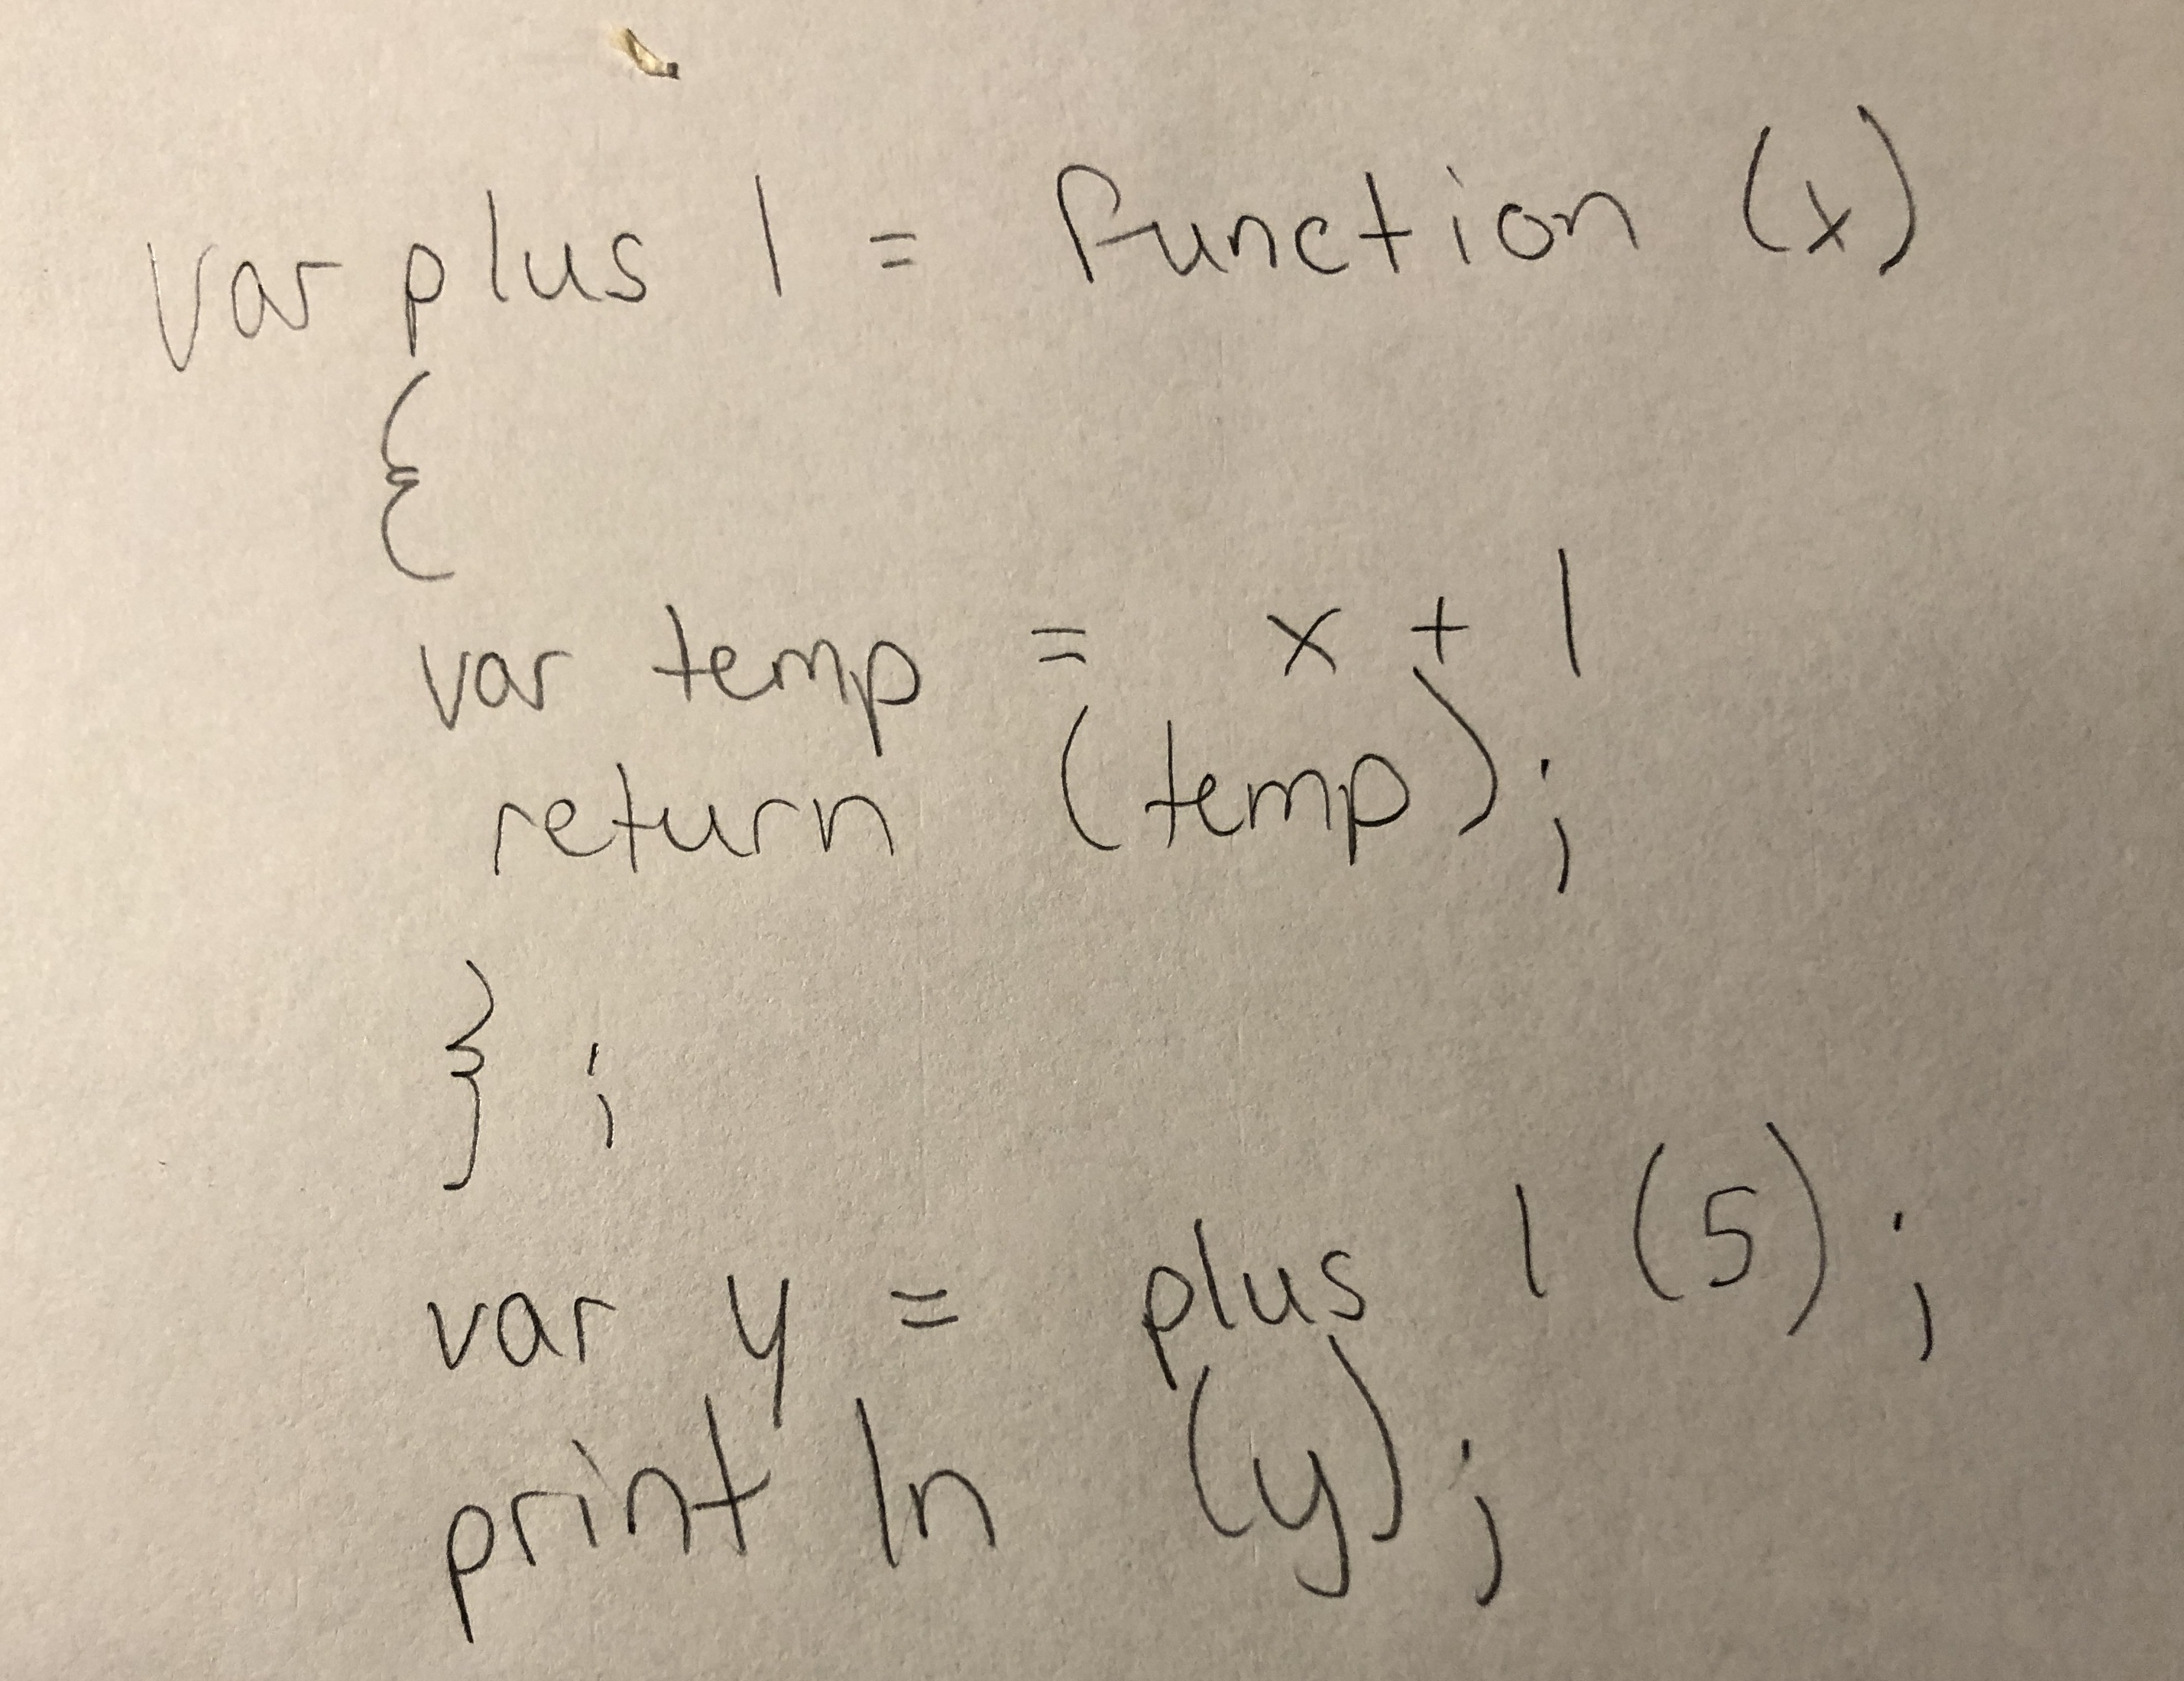 var plus 1 = function (x)
{
var temp = x + 1
return (temp);
};
var y = plus 1 (5);
print ln (y);